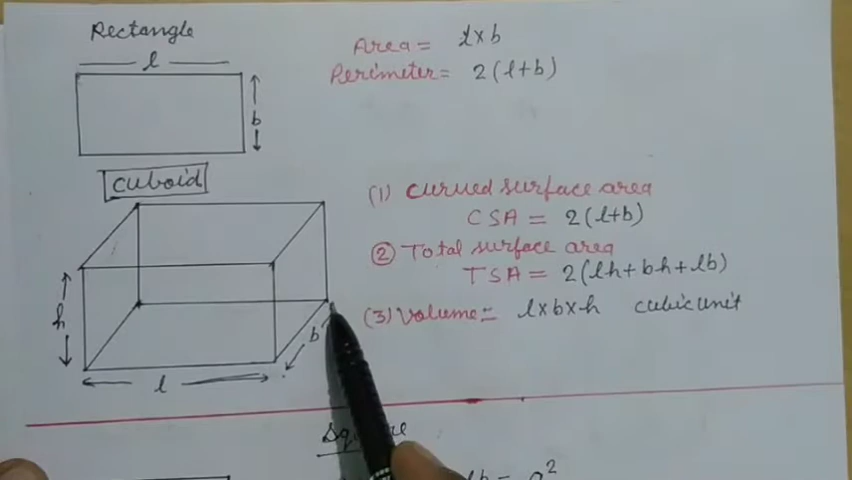 Rectangle
l
b
Area = l×b
Perimeter = 2(l+b)
cuboid
h
l
b
(1) curved surface area
CSA = 2(l+b)
(2) Total surface area
TSA = 2(lh+bh+lb)
(3) Volume = l×b×h cubic unit